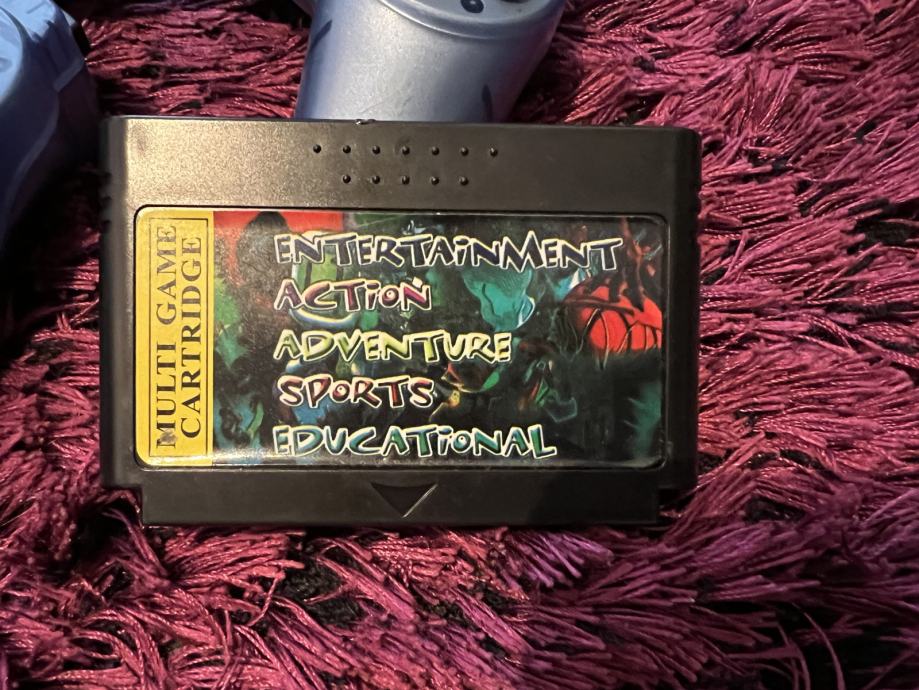 MULTI GAME
CARTRIDGE
ENTERTAiNMENT
ACTiON
ADVENTURE
SPORTS
EDUCATiONAL